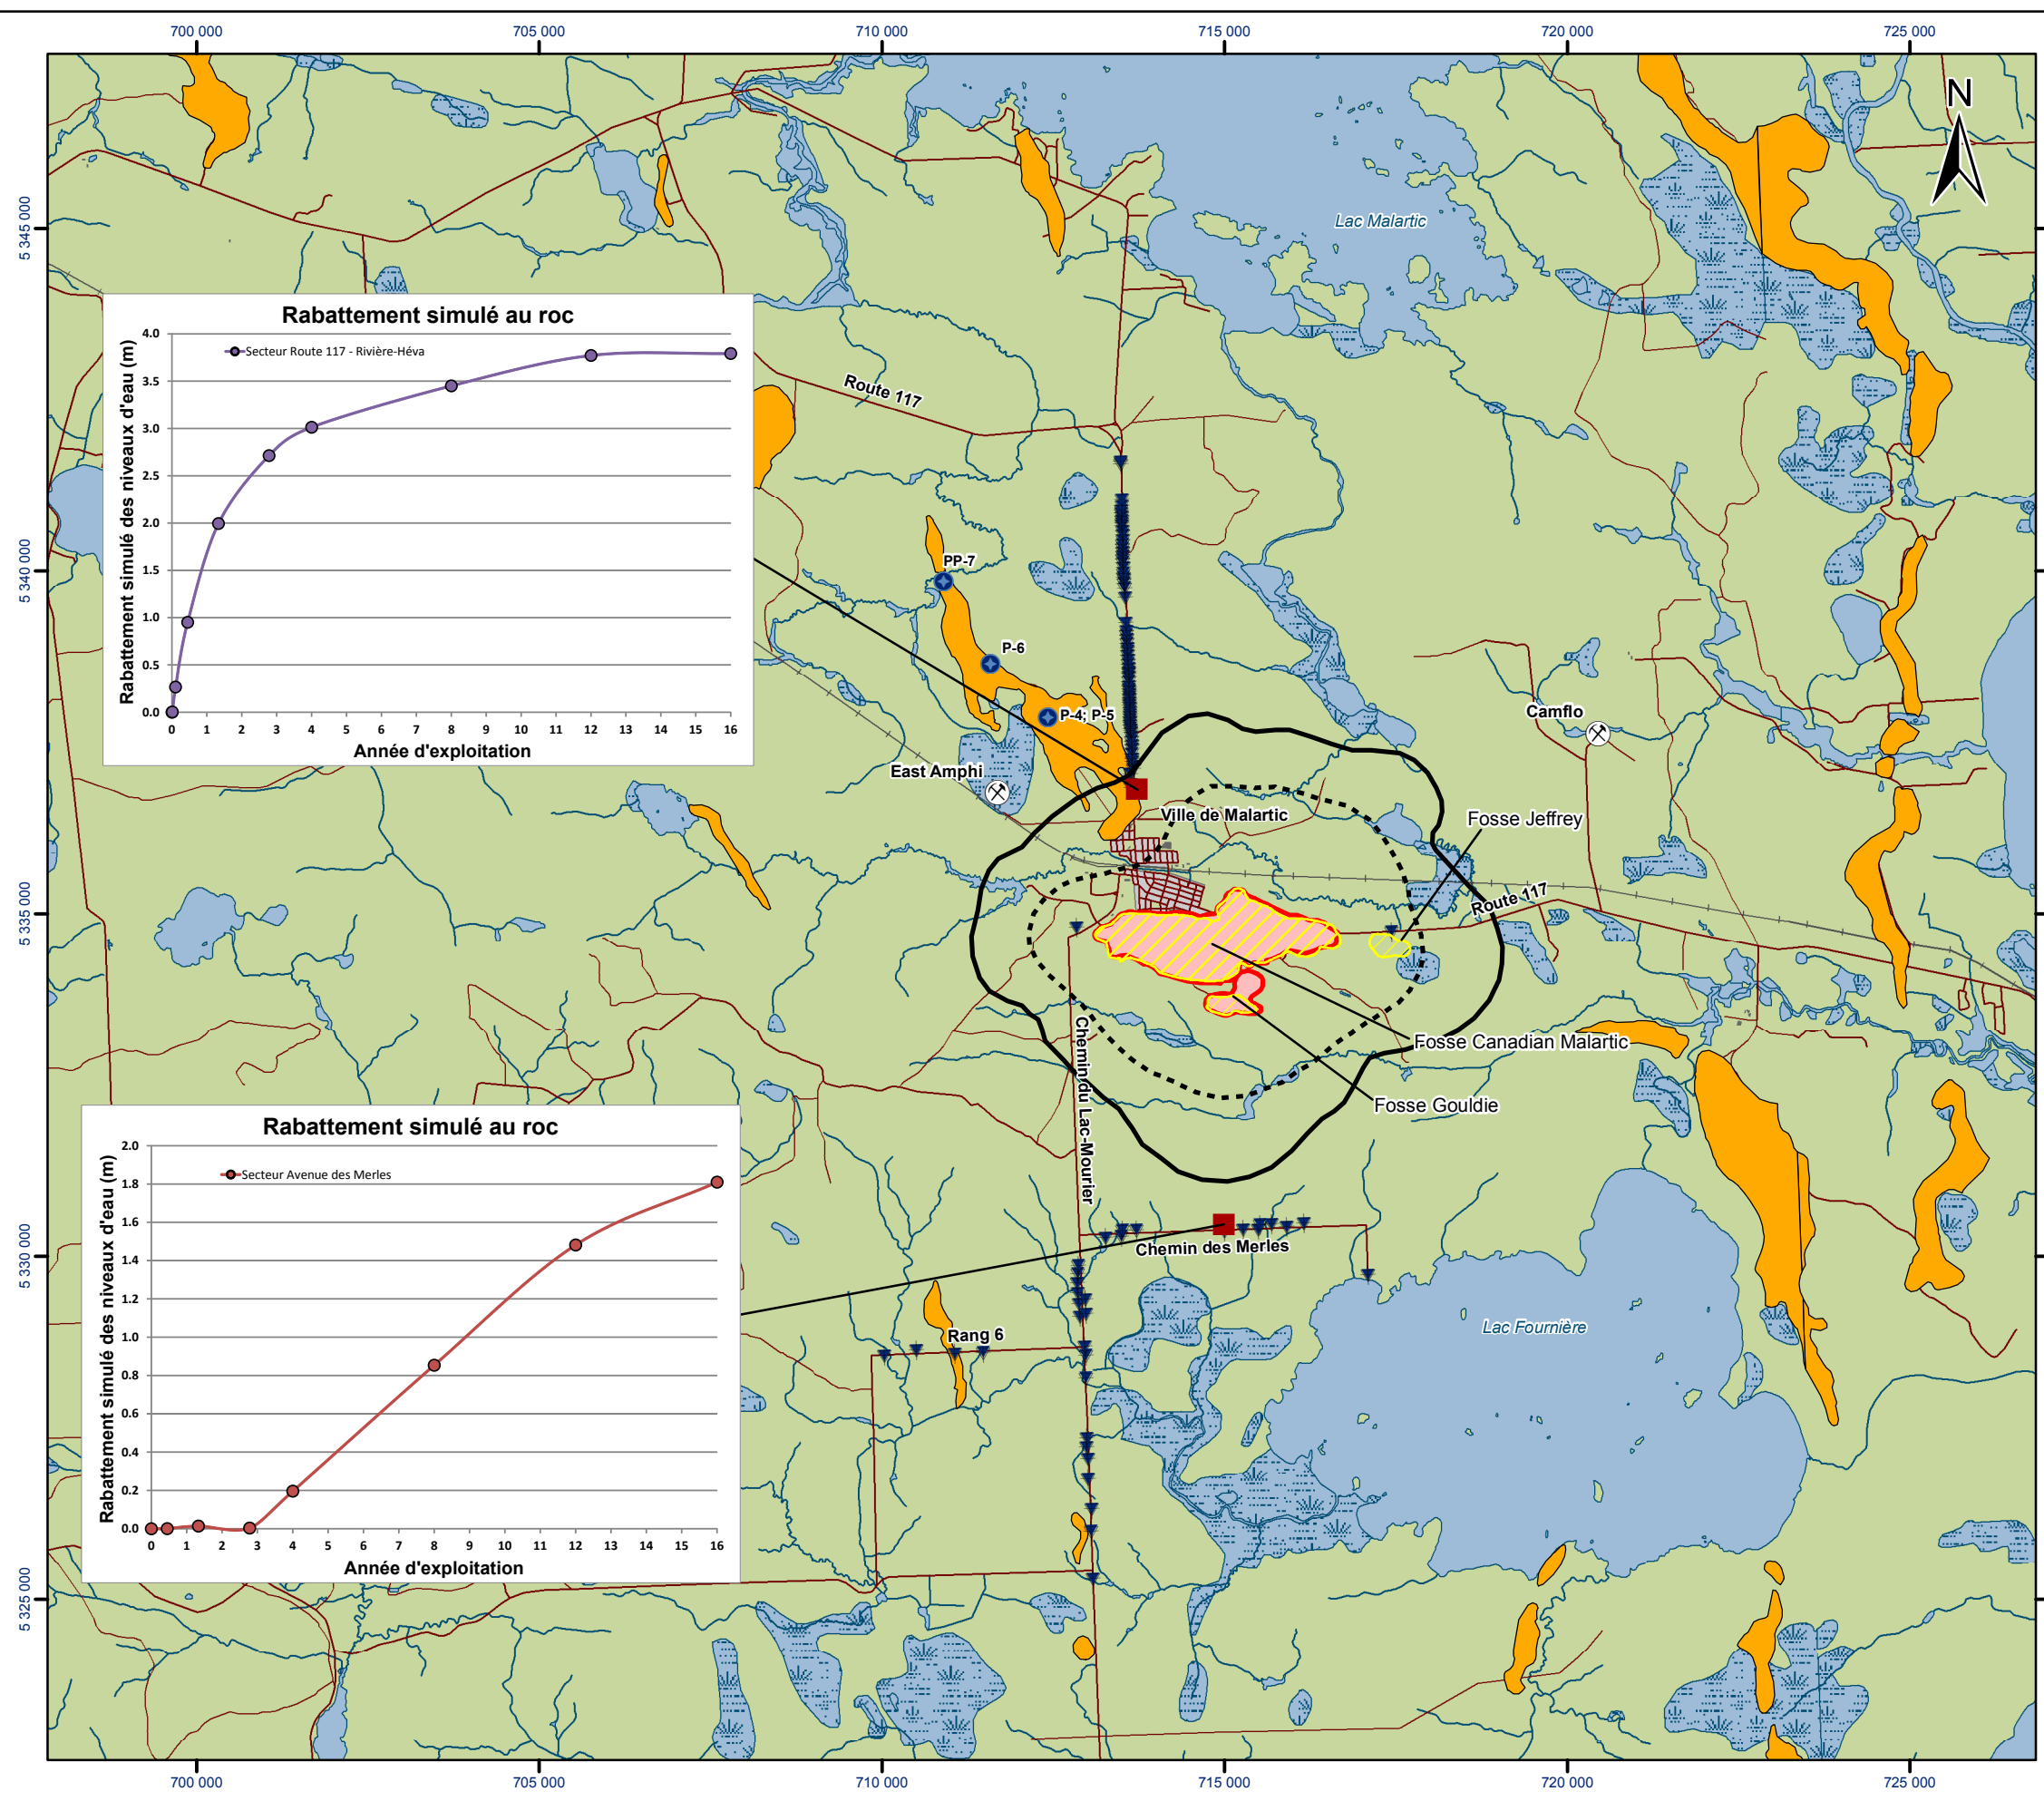 700 000 705 000 710 000 715 000 720 000 725 000
N
5 345 000
Lac Malartic
Rabattement simulé au roc
Rabattement simulé des niveaux d'eau (m)
4.0
Secteur Route 117 - Rivière-Héva
3.5
3.0
2.5
2.0
1.5
1.0
0.5
0.0
0 1 2 3 4 5 6 7 8 9 10 11 12 13 14 15 16
Année d'exploitation
Route 117
5 340 000
PP-7
P-6
P-4; P-5
Camflo
East Amphi
Ville de Malartic
Fosse Jeffrey
5 335 000
Route 117
Fosse Canadian Malartic
Chemin du Lac-Mourier
Fosse Gouldie
Rabattement simulé au roc
Rabattement simulé des niveaux d'eau (m)
2.0
Secteur Avenue des Merles
1.8
1.6
1.4
1.2
1.0
0.8
0.6
0.4
0.2
0.0
0 1 2 3 4 5 6 7 8 9 10 11 12 13 14 15 16
Année d'exploitation
5 330 000
Chemin des Merles
Lac Fournière
Rang 6
5 325 000
700 000 705 000 710 000 715 000 720 000 725 000